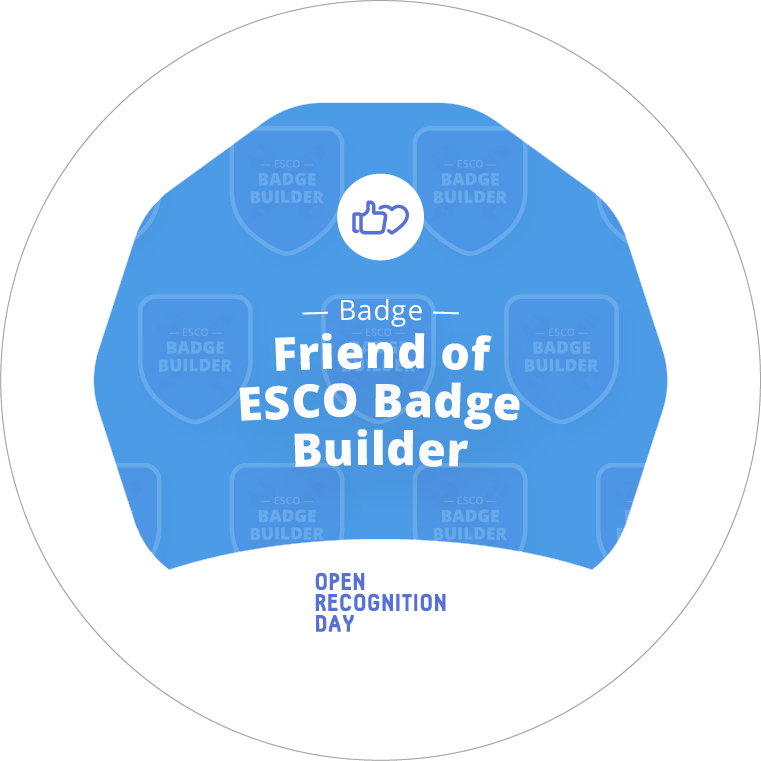 — ESCO —
BADGE
BUILDER
— ESCO —
BADGE
BUILDER
— Badge —
Friend of
ESCO Badge
Builder
— ESCO —
BADGE
BUILDER
— ESCO —
BADGE
BUILDER
— ESCO —
BADGE
BUILDER
— ESCO —
BADGE
BUILDER
OPEN
RECOGNITION
DAY